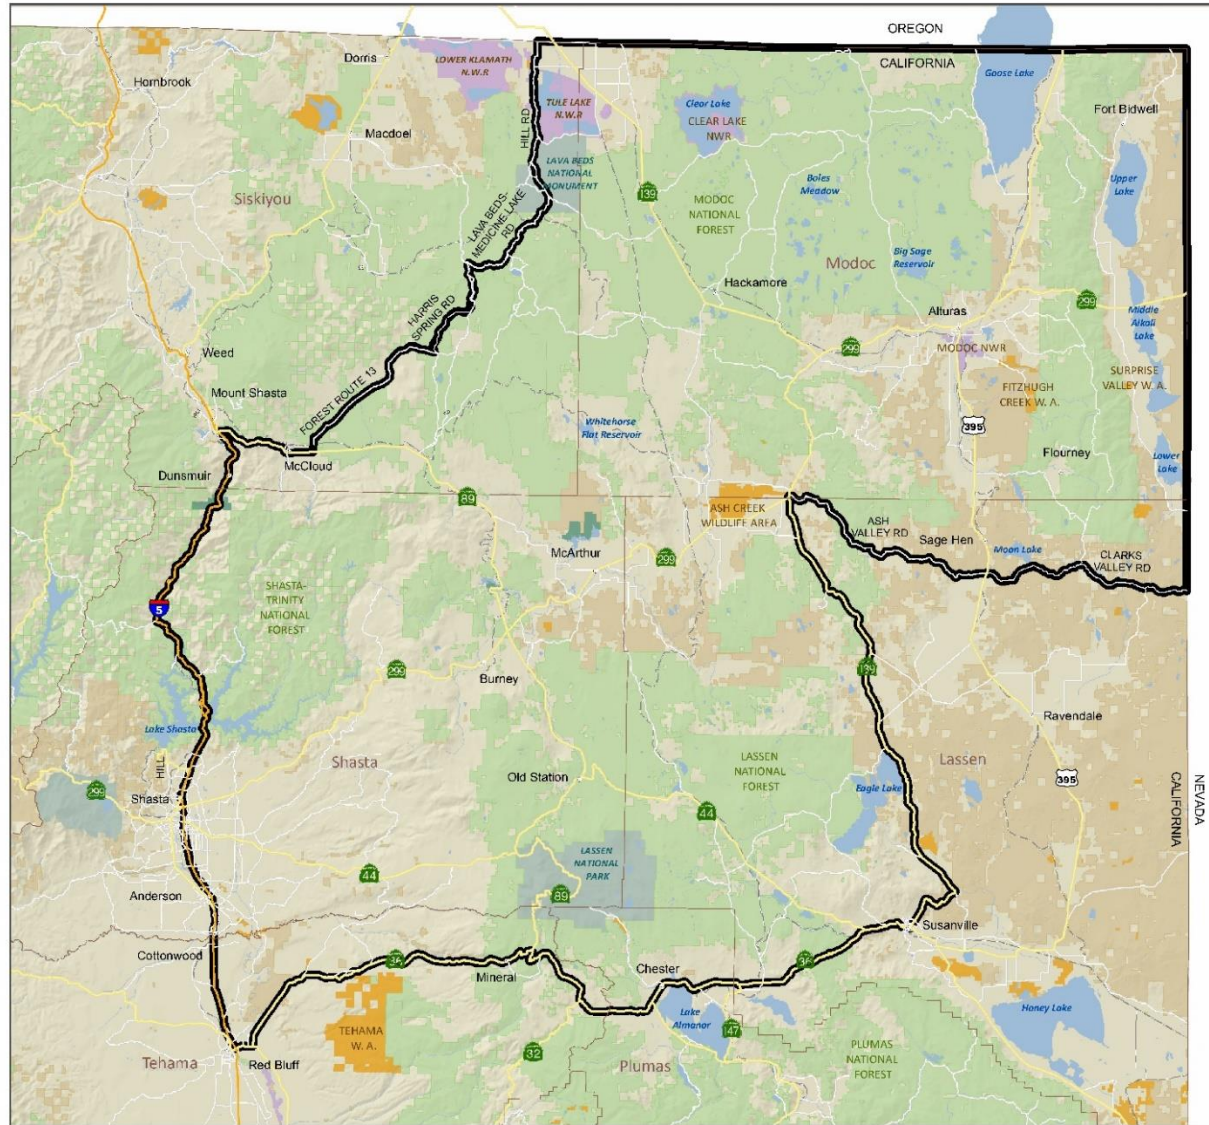 OREGON
CALIFORNIA
Dorris
LOWER KLAMATH
N.W.R
Hornbrook
TULE LAKE
N.W.R
Goose Lake
Clear Lake
CLEAR LAKE
NWR
Fort Bidwell
HILL RD
Macdoel
LAVA BEDS
NATIONAL
MONUMENT
Siskiyou
139
Boles
Meadow
Upper
Lake
MODOC
NATIONAL
FOREST
LAVA BEDS-
MEDICINE LAKE
RD
Big Sage
Reservoir
Modoc
Hackamore
299
HARRIS
SPRING RD
Alturas
Middle
Alkali
Lake
299
MODOC NWR
Weed
SURPRISE
VALLEY W. A.
FITZHUGH
CREEK W. A.
Mount Shasta
FOREST ROUTE 13
Whitehorse
Flat Reservoir
395
Flourney
Lower
Lake
McCloud
Dunsmuir
89
ASH CREEK
WILDLIFE AREA
ASH
VALLEY RD
Sage Hen
Moon Lake
CLARKS
VALLEY RD
McArthur
299
SHASTA-
TRINITY
NATIONAL
FOREST
5
299
Burney
139
Ravendale
Lake Shasta
HILL
Shasta
LASSEN
NATIONAL
FOREST
Lassen
Old Station
395
Eagle Lake
299
Shasta
44
CALIFORNIA
NEVADA
LASSEN
NATIONAL
PARK
44
89
Anderson
Susanville
Cottonwood
36
Mineral
Chester
36
Lake
Almanor
Honey Lake
147
TEHAMA
W. A.
Tehama
Red Bluff
32
Plumas
PLUMAS
NATIONAL
FOREST